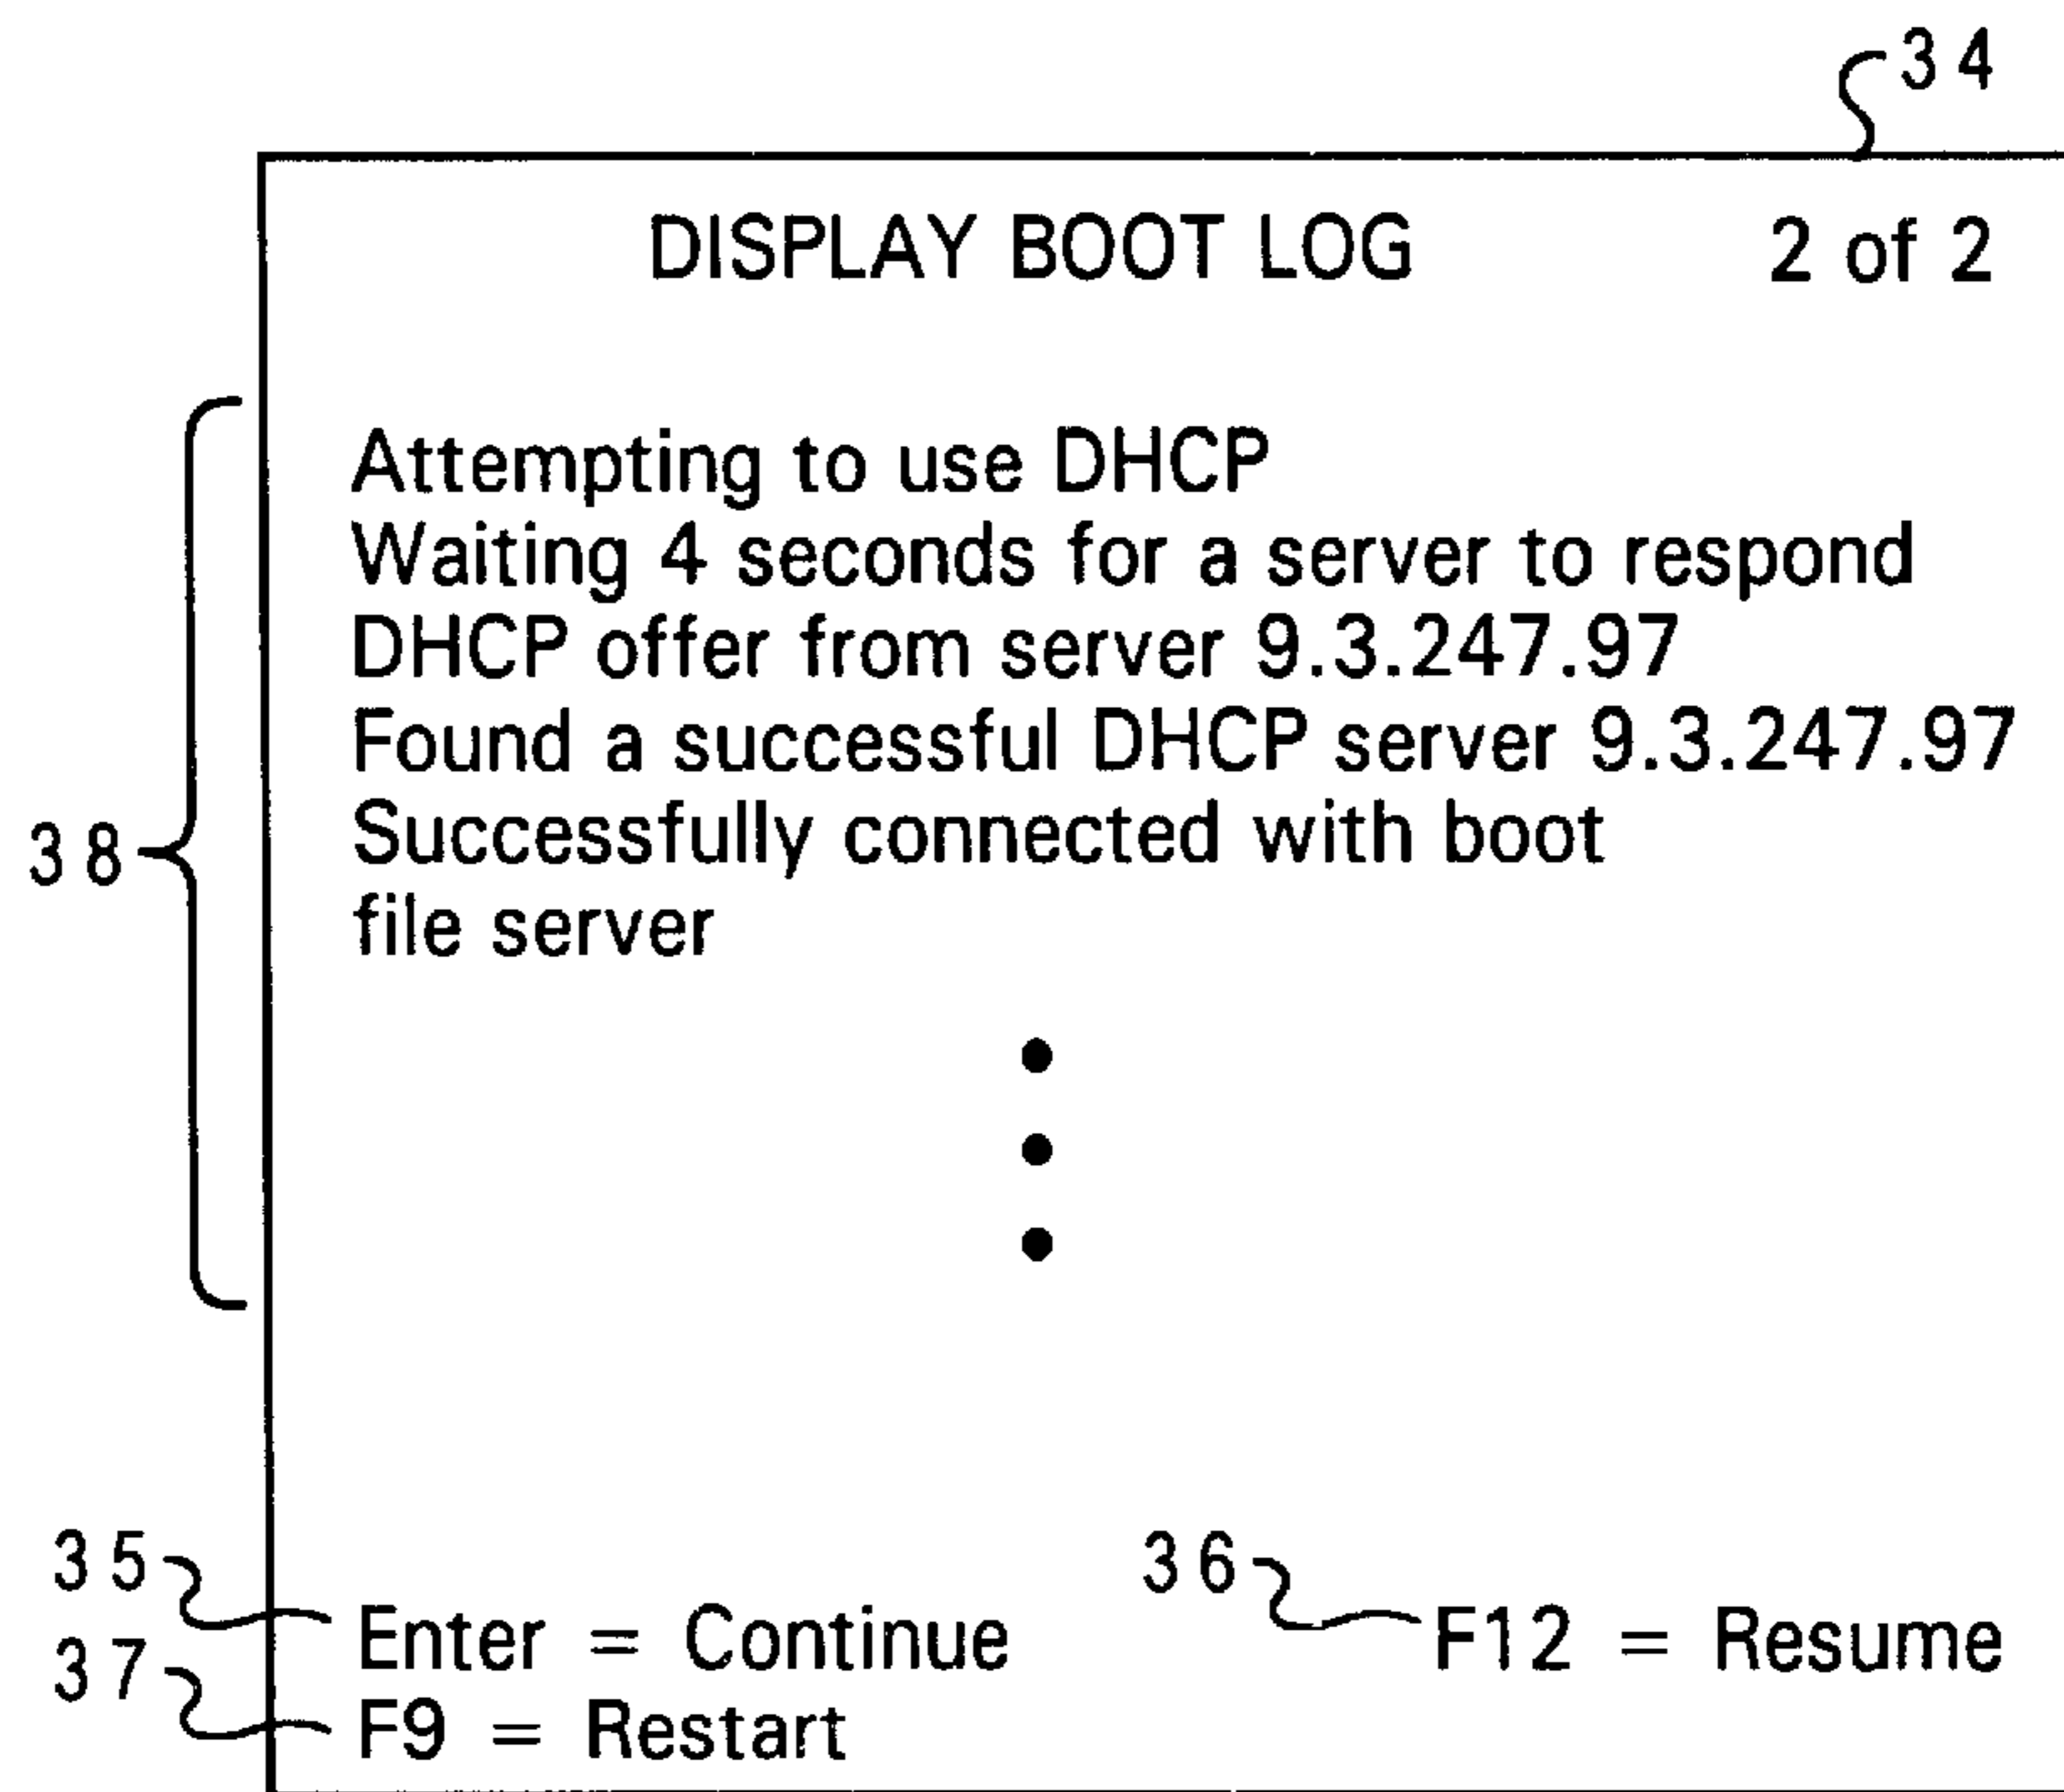 34
DISPLAY BOOT LOG 2 of 2
Attempting to use DHCP
Waiting 4 seconds for a server to respond
DHCP offer from server 9.3.247.97
Found a successful DHCP server 9.3.247.97
Successfully connected with boot
38
file server
35 36
Enter = Continue F12 = Resume
37
F9 = Restart